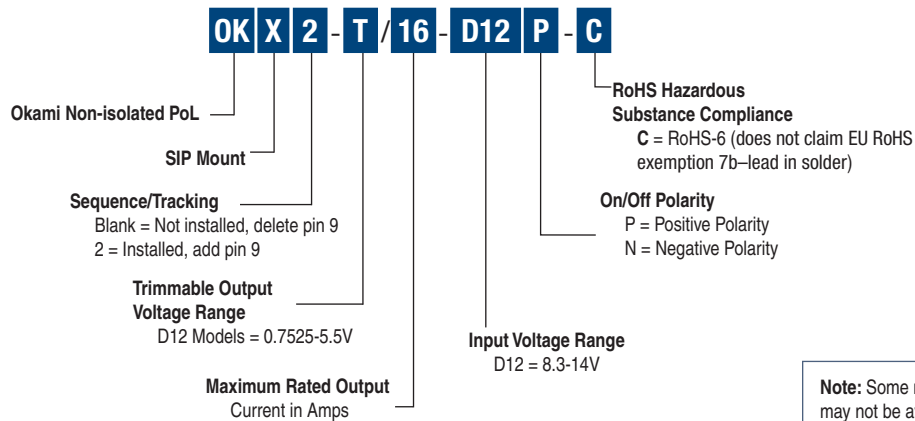 OK X 2 - T / 16 - D12 P - C
Okami Non-isolated PoL
SIP Mount
Sequence/Tracking
Blank = Not installed, delete pin 9
2 = Installed, add pin 9
Trimmable Output
Voltage Range
D12 Models = 0.7525-5.5V
Maximum Rated Output
Current in Amps
Input Voltage Range
D12 = 8.3-14V
On/Off Polarity
P = Positive Polarity
N = Negative Polarity
RoHS Hazardous
Substance Compliance
C = RoHS-6 (does not claim EU RoHS
exemption 7b–lead in solder)
Note: Some
may not be